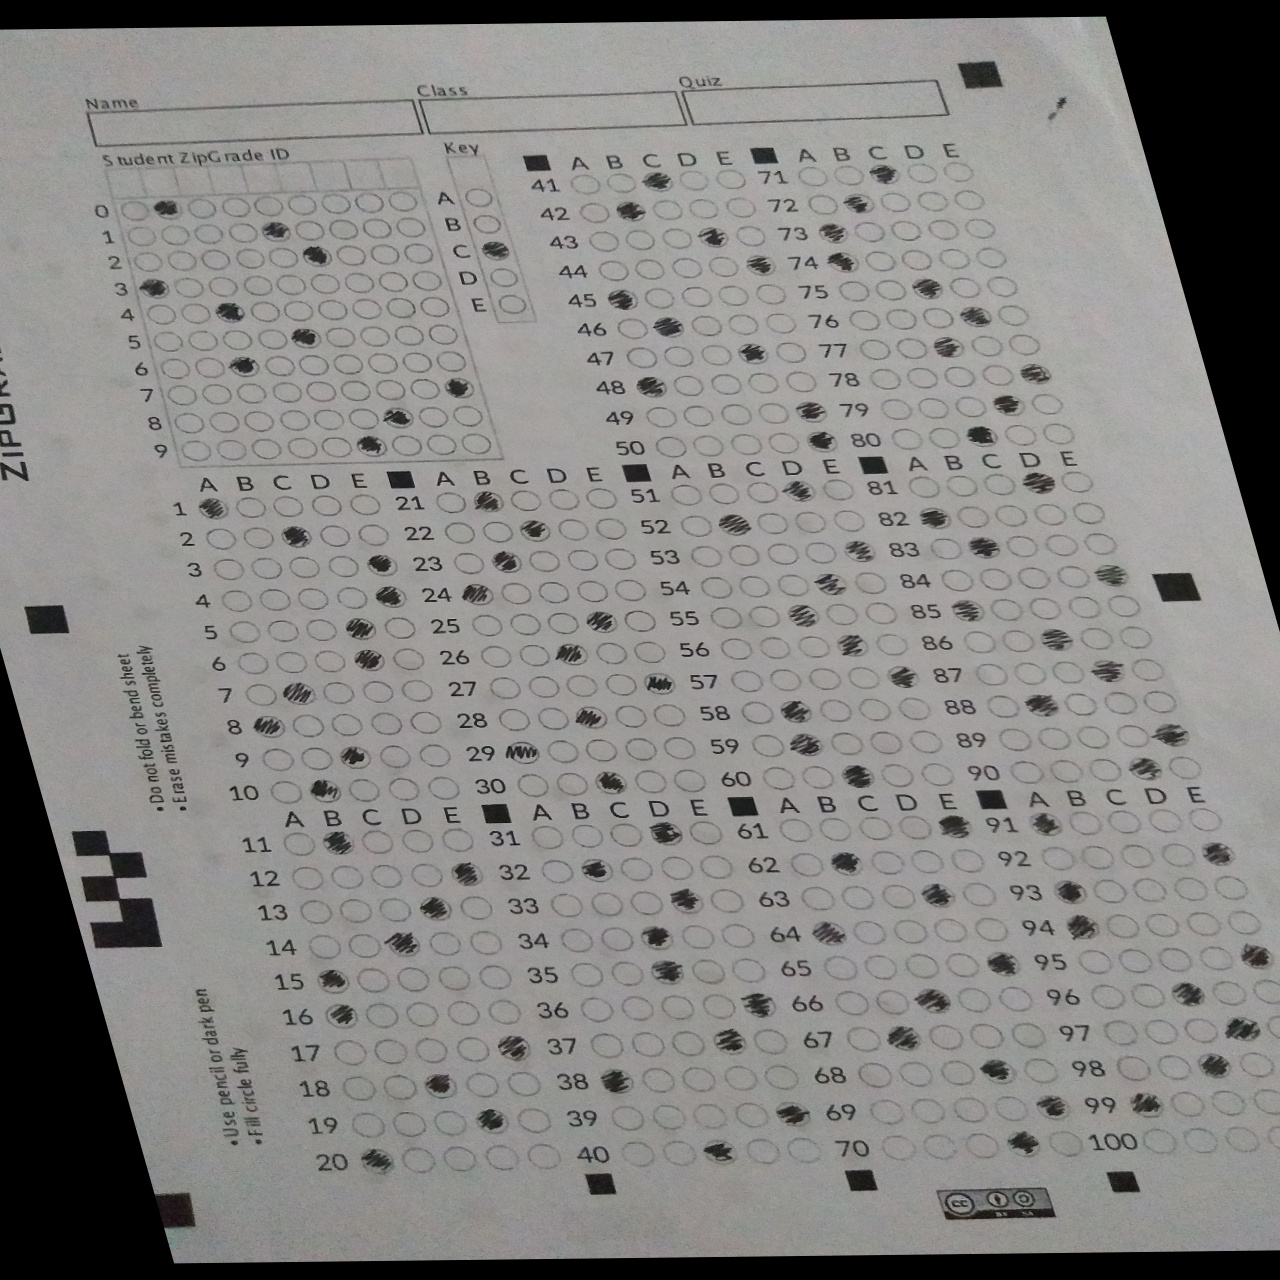 Name Class Quiz
Student ZipGrade ID Key
A B C D E A B C D E
0 A 41 71
1 B 42 72
2 C 43 73
3 D 44 74
4 E 45 75
5 46 76
6 47 77
7 48 78
8 49 79
9 50 80
A B C D E A B C D E A B C D E A B C D E
1 21 51 81
2 22 52 82
3 23 53 83
4 24 54 84
5 25 55 85
6 26 56 86
7 27 57 87
8 28 58 88
9 29 59 89
10 30 60 90
A B C D E A B C D E A B C D E A B C D E
11 31 61 91
12 32 62 92
13 33 63 93
14 34 64 94
15 35 65 95
16 36 66 96
17 37 67 97
18 38 68 98
19 39 69 99
20 40 70 100
• Do not fold or bend sheet
• Erase mistakes completely
• Use pencil or dark pen
• Fill circle fully
cc
BY SA